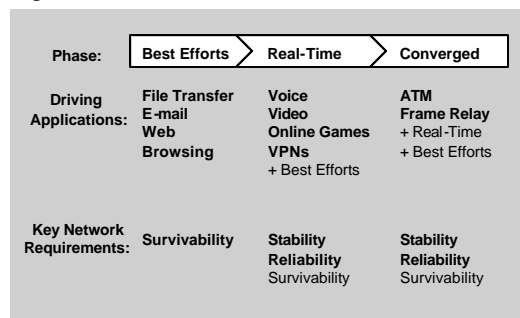 Phase: Best Efforts Real-Time Converged
Driving Applications:
File Transfer
E-mail
Web
Browsing
Voice
Video
Online Games
VPNs
+ Best Efforts
ATM
Frame Relay
+ Real-Time
+ Best Efforts
Key Network
Requirements:
Survivability
Stability
Reliability
Survivability
Stability
Reliability
Survivability